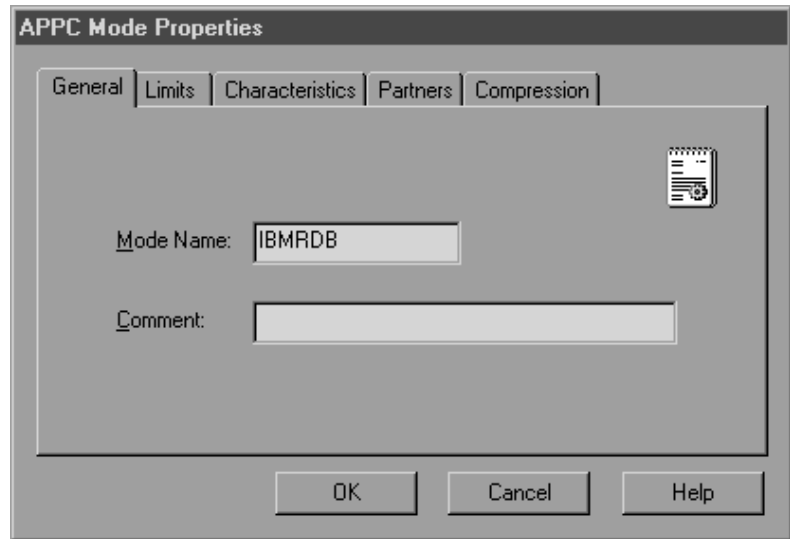 APPC Mode Properties
General Limits Characteristics Partners Compression
Mode Name: IBMRDB
Comment:
OK Cancel Help